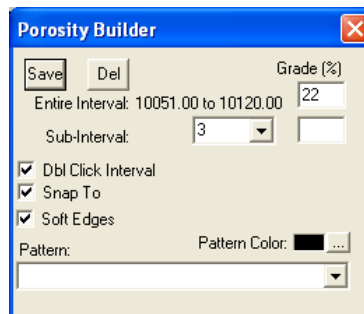 Porosity Builder
Save Del Grade (%)
Entire Interval: 10051.00 to 10120.00 22
Sub-Interval: 3
Dbl Click Interval
Snap To
Soft Edges
Pattern: Pattern Color: ...